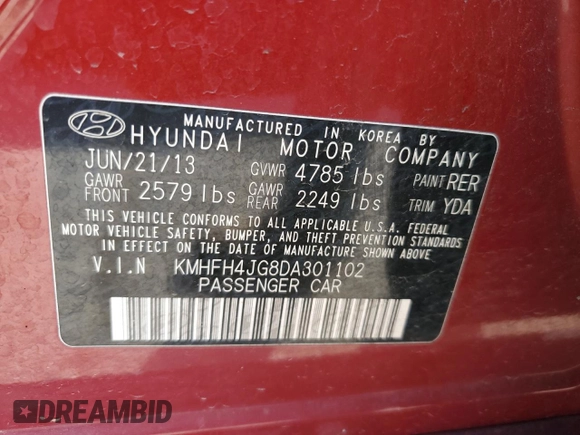 MANUFACTURED IN KOREA BY
HYUNDAI MOTOR COMPANY
JUN/21/13 GVWR 4785 lbs PAINT RER
GAWR FRONT 2579 lbs GAWR REAR 2249 lbs TRIM YDA
THIS VEHICLE CONFORMS TO ALL APPLICABLE U.S.A. FEDERAL
MOTOR VEHICLE SAFETY, BUMPER, AND THEFT PREVENTION STANDARDS
IN EFFECT ON THE DATE OF MANUFACTURE SHOWN ABOVE
V.I.N KMHFH4JG8DA301102
PASSENGER CAR
DREAMBID